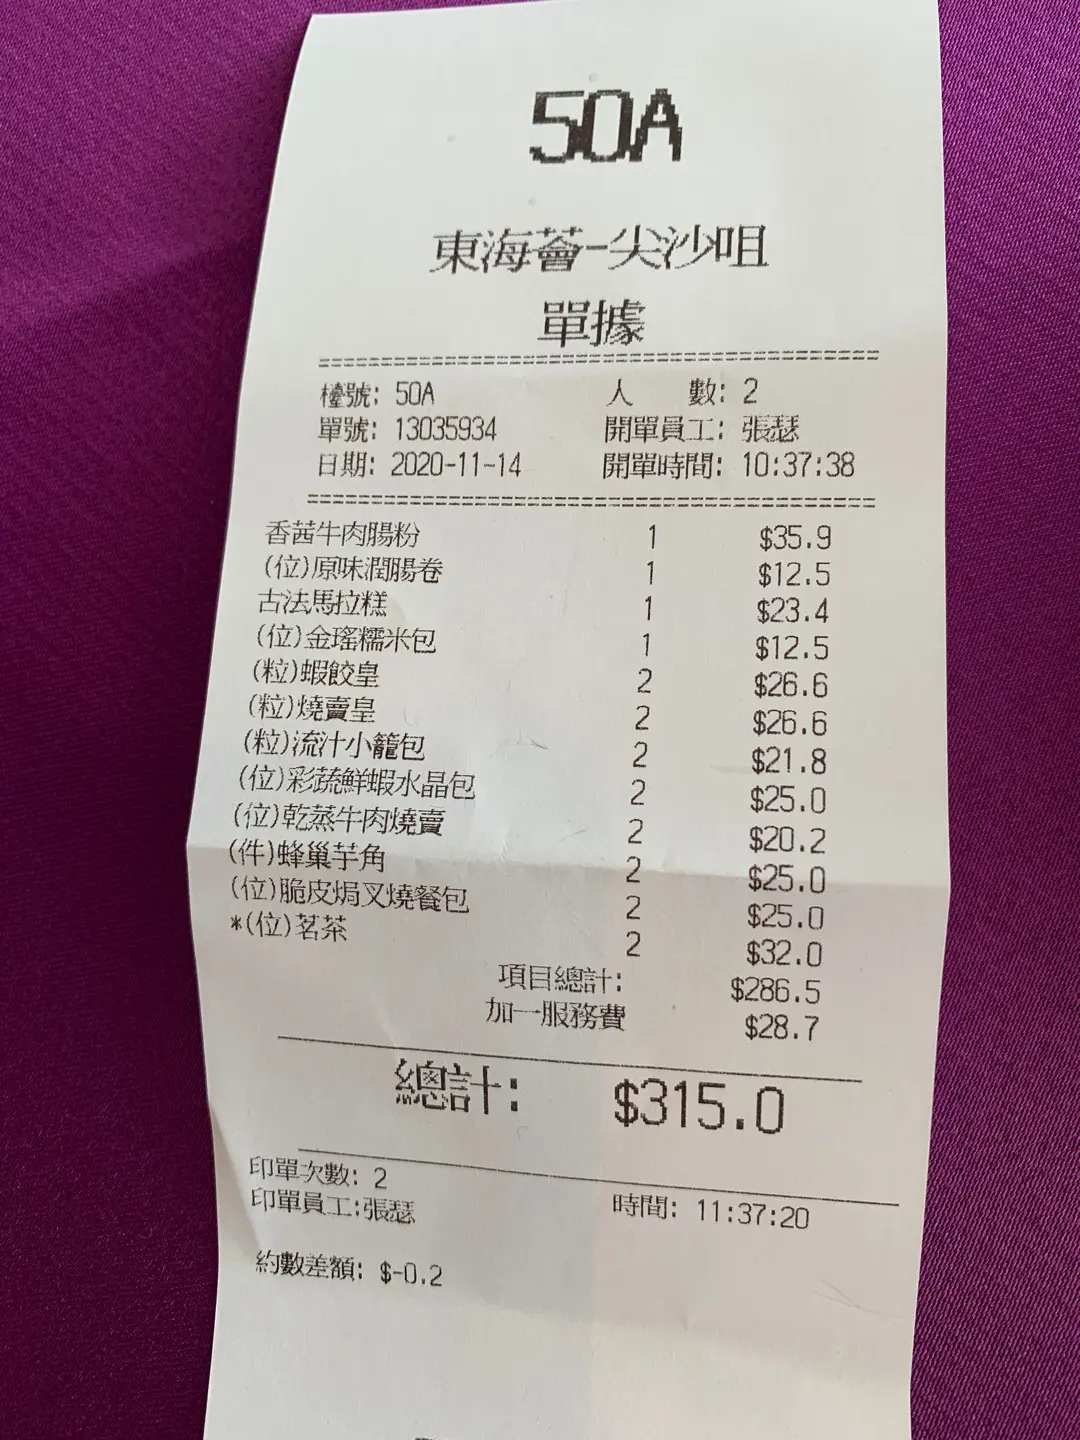 50A
東海薈-尖沙咀
單據
檯號: 50A 人 數: 2
單號: 13035934 開單員工: 張瑟
日期: 2020-11-14 開單時間: 10:37:38
香茜牛肉腸粉 1 $35.9
(位)原味潤腸卷 1 $12.5
古法馬拉糕 1 $23.4
(位)金瑤糯米包 1 $12.5
(粒)蝦餃皇 2 $26.6
(粒)燒賣皇 2 $26.6
(粒)流汁小籠包 2 $21.8
(位)彩蔬鮮蝦水晶包 2 $25.0
(位)乾蒸牛肉燒賣 2 $20.2
(件)蜂巢芋角 2 $25.0
(位)脆皮焗叉燒餐包 2 $25.0
*(位)茗茶 2 $32.0
項目總計: $286.5
加一服務費 $28.7
總計: $315.0
印單次數: 2
印單員工:張瑟 時間: 11:37:20
約數差額: $-0.2